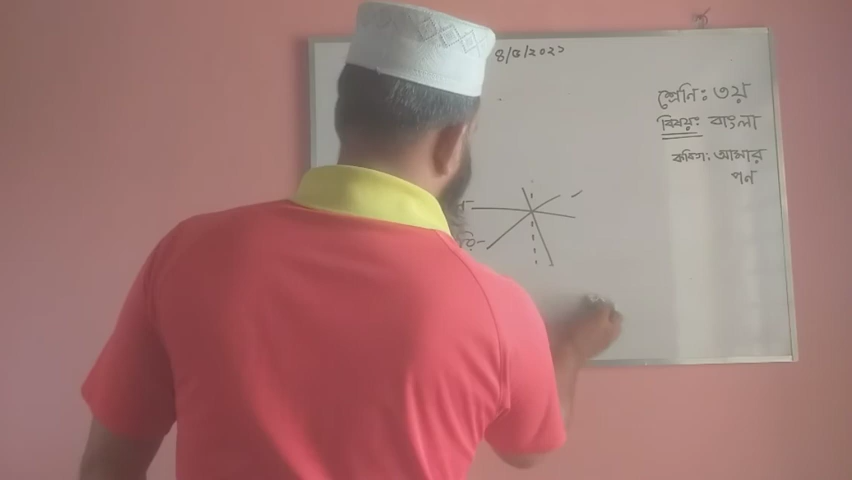 ৪/৫/২০২১
শ্রেণি: ৩য়
বিষয়: বাংলা
কবিতা: আমার
পণ
রি-